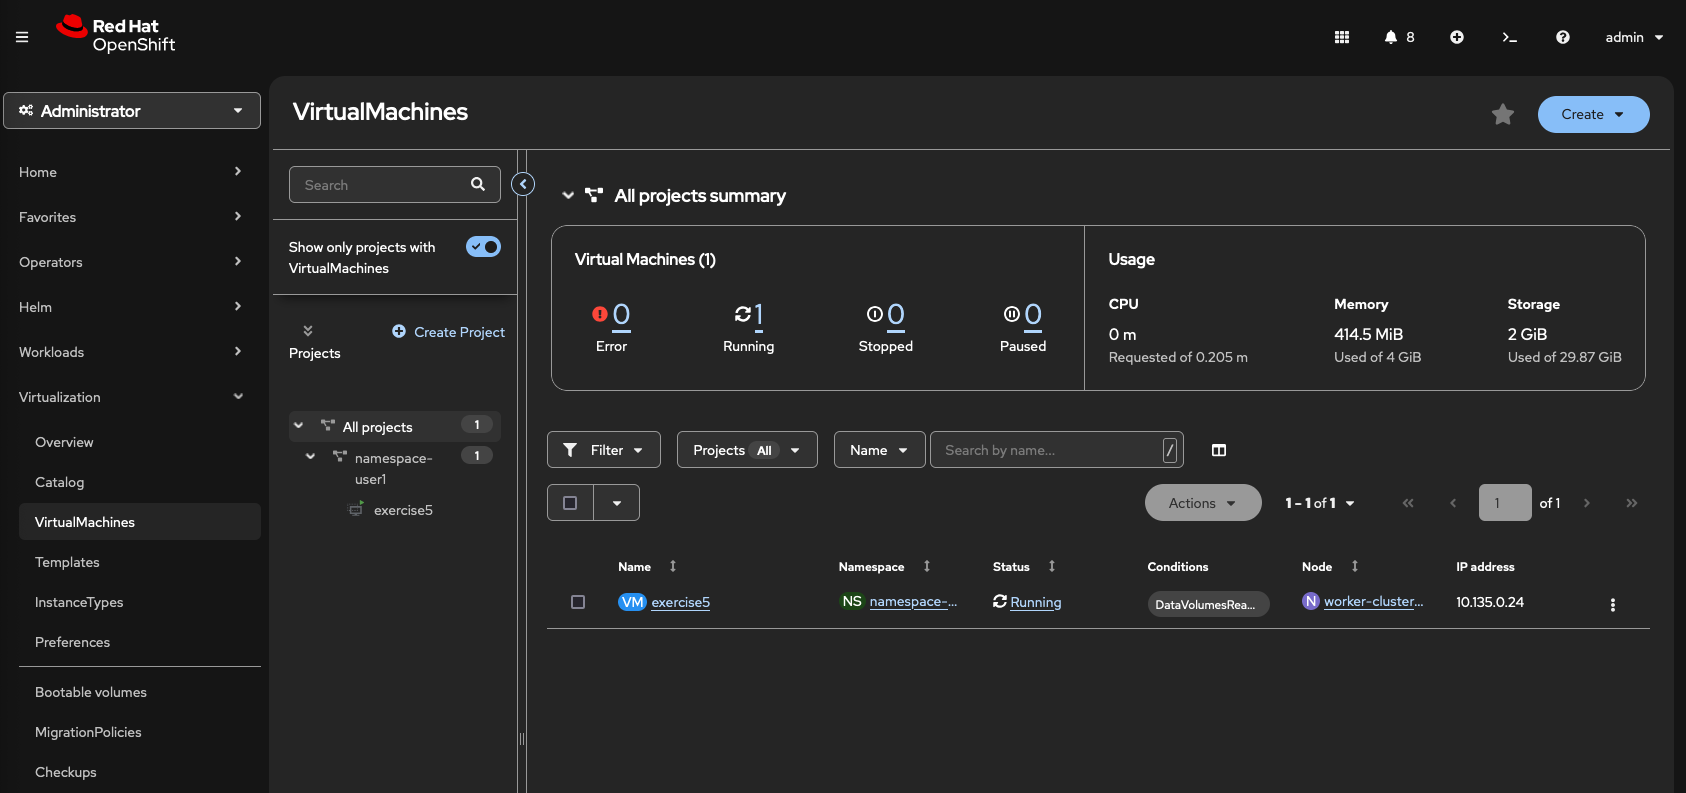 Red Hat
OpenShift
8
admin
Administrator
Home
Favorites
Operators
Helm
Workloads
Virtualization
Overview
Catalog
VirtualMachines
Templates
InstanceTypes
Preferences
Bootable volumes
MigrationPolicies
Checkups
VirtualMachines
Create
Search
Show only projects with
VirtualMachines
Create Project
Projects
All projects 1
namespace- 1
user1
exercise5
All projects summary
Virtual Machines (1)
0 1 0 0
Error Running Stopped Paused
Usage
CPU Memory Storage
0 m 414.5 MiB 2 GiB
Requested of 0.205 m Used of 4 GiB Used of 29.87 GiB
Filter Projects All Name Search by name... /
Actions 1 - 1 of 1 1 of 1
Name Namespace Status Conditions Node IP address
VM exercise5 NS namespace-... Running DataVolumesRea... N worker-cluster... 10.135.0.24